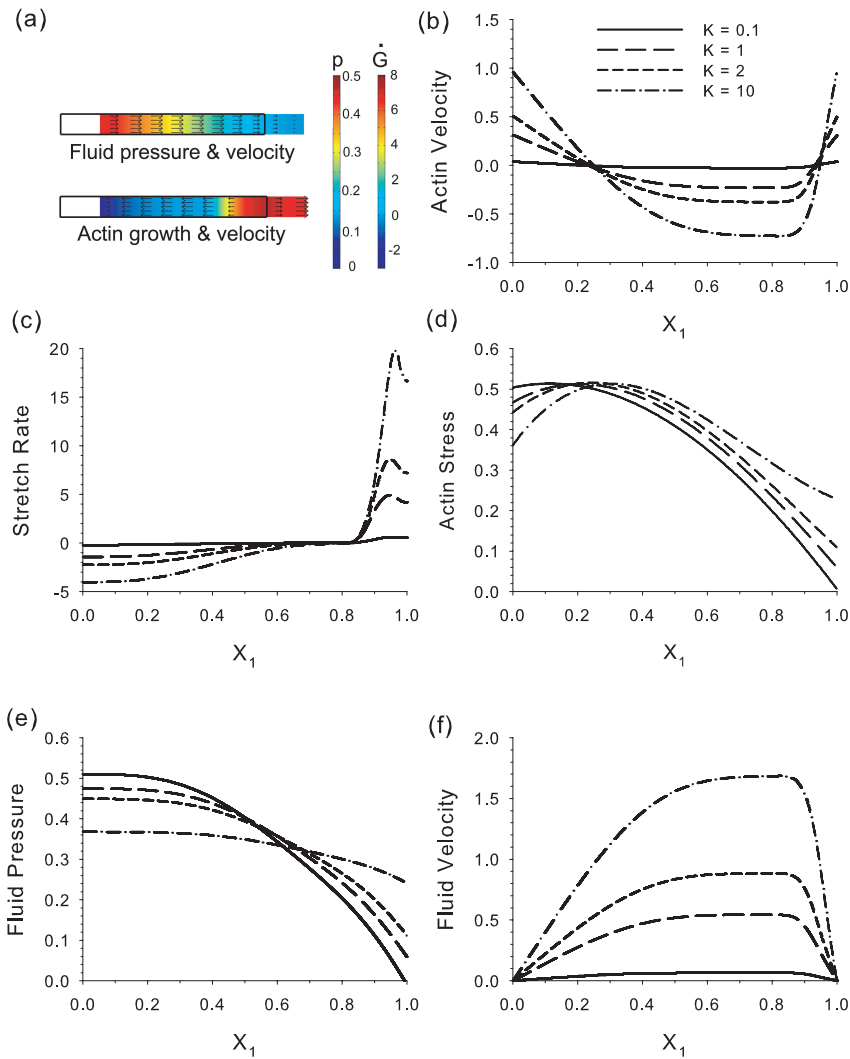 (a)
p
Ġ
0.5
0.4
0.3
0.2
0.1
0
8
6
4
2
0
-2
Fluid pressure & velocity
Actin growth & velocity
(b)
K = 0.1
K = 1
K = 2
K = 10
Actin Velocity
1.5
1.0
0.5
0.0
-0.5
-1.0
0.0 0.2 0.4 0.6 0.8 1.0
X1
(c)
Stretch Rate
20
15
10
5
0
-5
0.0 0.2 0.4 0.6 0.8 1.0
X1
(d)
Actin Stress
0.6
0.5
0.4
0.3
0.2
0.1
0.0
0.0 0.2 0.4 0.6 0.8 1.0
X1
(e)
Fluid Pressure
0.6
0.5
0.4
0.3
0.2
0.1
0.0
0.0 0.2 0.4 0.6 0.8 1.0
X1
(f)
Fluid Velocity
2.0
1.5
1.0
0.5
0.0
0.0 0.2 0.4 0.6 0.8 1.0
X1